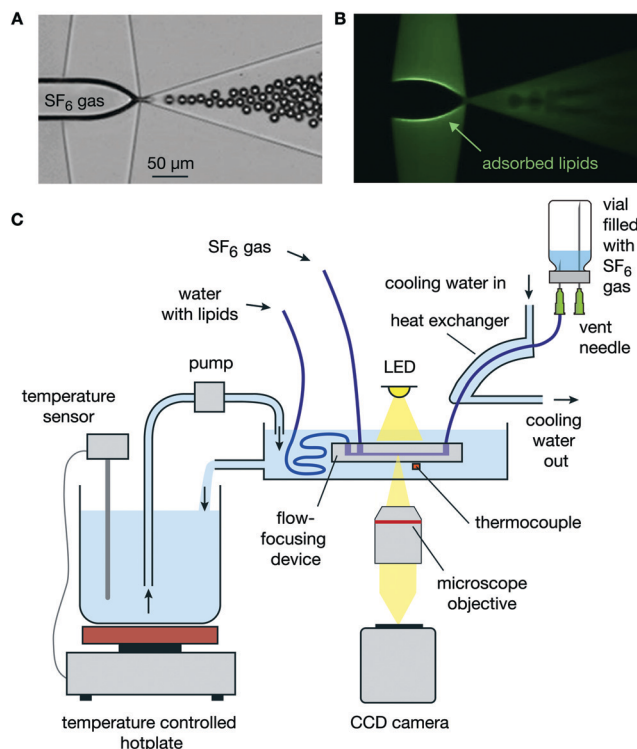 A
SF6 gas
50 μm
B
adsorbed lipids
C
SF6 gas
water
with lipids
pump
temperature
sensor
cooling water in
heat exchanger
LED
vial
filled
with
SF6
gas
vent
needle
cooling
water
out
flow-
focusing
device
thermocouple
microscope
objective
temperature controlled
hotplate
CCD camera